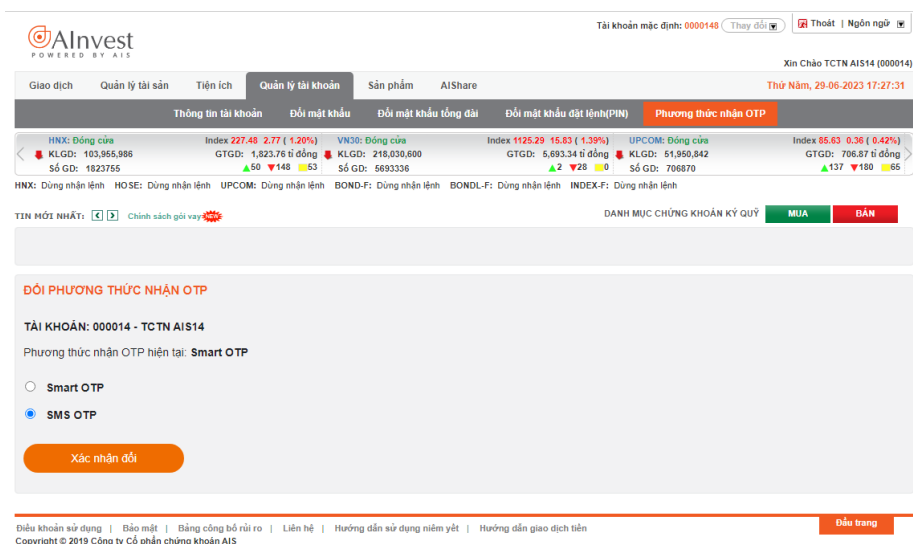 AInvest
POWERED BY AIS
Tài khoản mặc định: 0000148 Thay đổi
Thoát | Ngôn ngữ
Xin Chào TCTN AIS14 (000014)
Giao dịch Quản lý tài sản Tiện ích Quản lý tài khoản Sản phẩm AIShare
Thứ Năm, 29-06-2023 17:27:31
Thông tin tài khoản Đổi mật khẩu Đổi mật khẩu tổng đài Đổi mật khẩu đặt lệnh(PIN) Phương thức nhận OTP
HNX: Đóng cửa Index 227.48 2.77 ( 1.20%) VN30: Đóng cửa Index 1125.29 15.83 ( 1.39%) UPCOM: Đóng cửa Index 85.63 0.36 ( 0.42%)
KLGD: 103,955,986 GTGD: 1,823.76 tỉ đồng KLGD: 218,030,600 GTGD: 5,693.34 tỉ đồng KLGD: 51,950,842 GTGD: 706.87 tỉ đồng
Số GD: 1823755 50 148 53 Số GD: 5693336 2 28 0 Số GD: 706870 137 180 65
HNX: Dừng nhận lệnh HOSE: Dừng nhận lệnh UPCOM: Dừng nhận lệnh BOND-F: Dừng nhận lệnh BONDL-F: Dừng nhận lệnh INDEX-F: Dừng nhận lệnh
TIN MỚI NHẤT: Chính sách gói vay NEW
DANH MỤC CHỨNG KHOÁN KÝ QUỸ MUA BÁN
ĐỔI PHƯƠNG THỨC NHẬN OTP
TÀI KHOẢN: 000014 - TCTN AIS14
Phương thức nhận OTP hiện tại: Smart OTP
Smart OTP
SMS OTP
Xác nhận đổi
Điều khoản sử dụng | Bảo mật | Bảng công bố rủi ro | Liên hệ | Hướng dẫn sử dụng niêm yết | Hướng dẫn giao dịch tiền
Đầu trang
Copyright © 2019 Công ty Cổ phần chứng khoán AIS